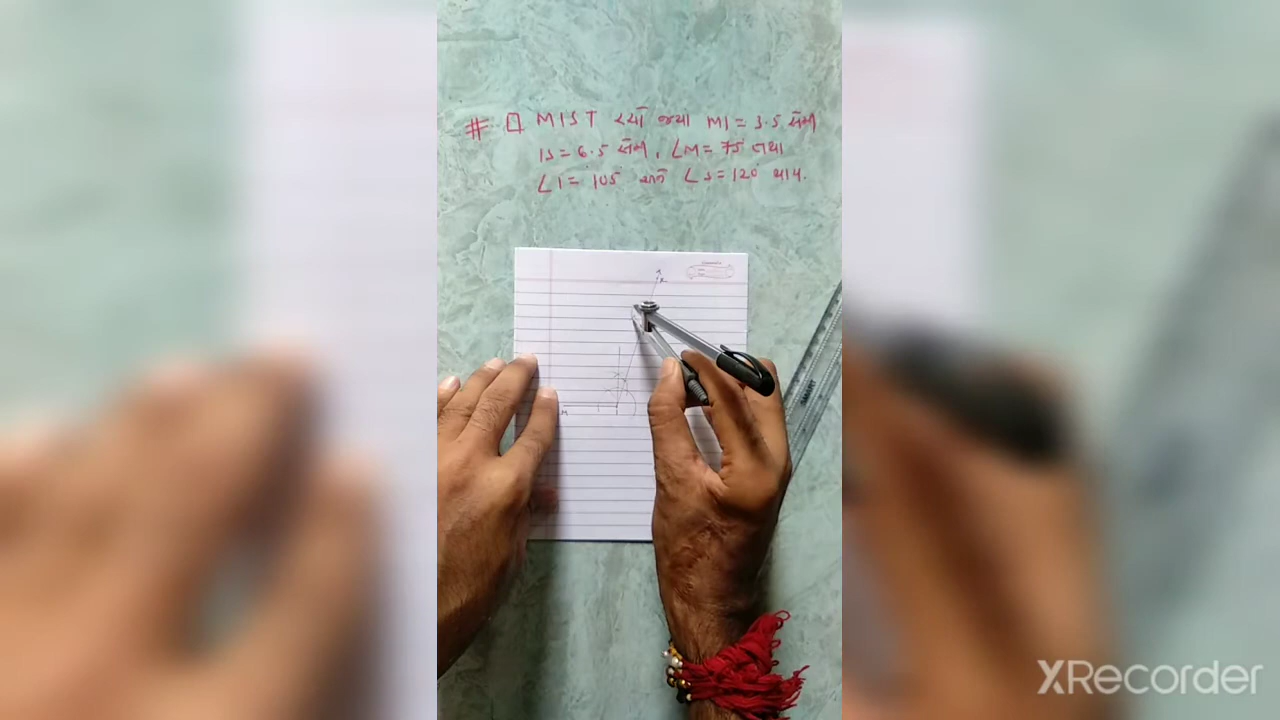 # □ MIST રચો જ્યા MI = 3.5 સેમી
IS = 6.5 સેમી, ∠M = 75° તથા
∠I = 105° અને ∠S = 120° થાય.
M
XRecorder